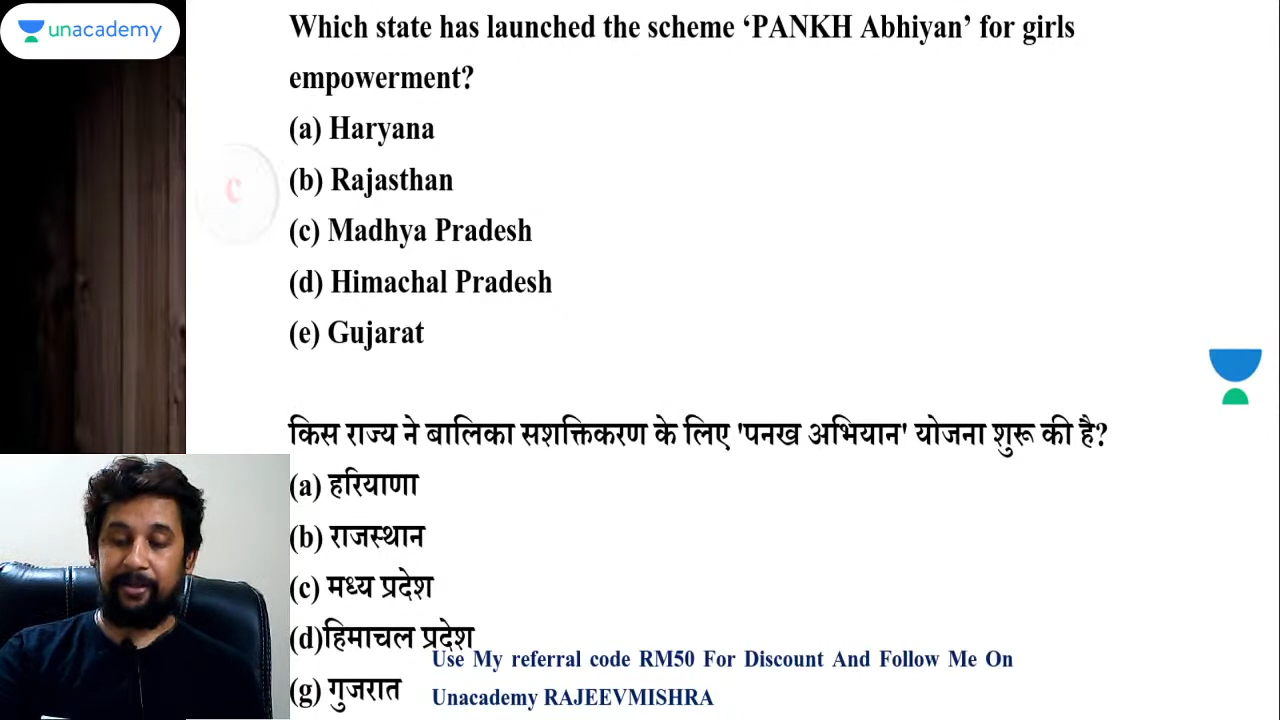 unacademy
Which state has launched the scheme ‘PANKH Abhiyan’ for girls
empowerment?
(a) Haryana
c
(b) Rajasthan
(c) Madhya Pradesh
(d) Himachal Pradesh
(e) Gujarat
किस राज्य ने बालिका सशक्तिकरण के लिए 'पनख अभियान' योजना शुरू की है?
(a) हरियाणा
(b) राजस्थान
(c) मध्य प्रदेश
(d)हिमाचल प्रदेश
(g) गुजरात
Use My referral code RM50 For Discount And Follow Me On
Unacademy RAJEEVMISHRA